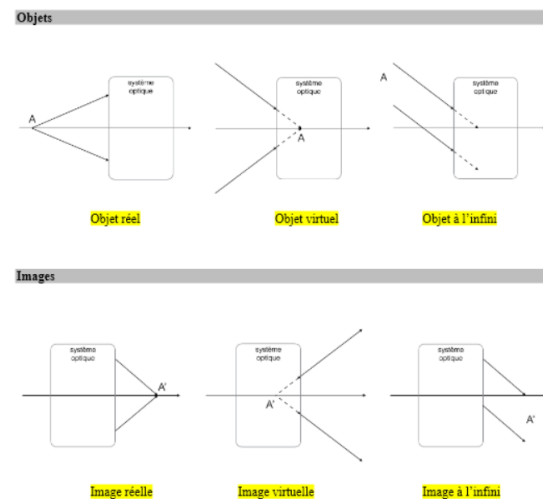 Objets
système
optique
A
Objet réel
système
optique
A
Objet virtuel
A
système
optique
Objet à l'infini
Images
système
optique
A'
Image réelle
système
optique
A'
Image virtuelle
système
optique
A'
Image à l'infini